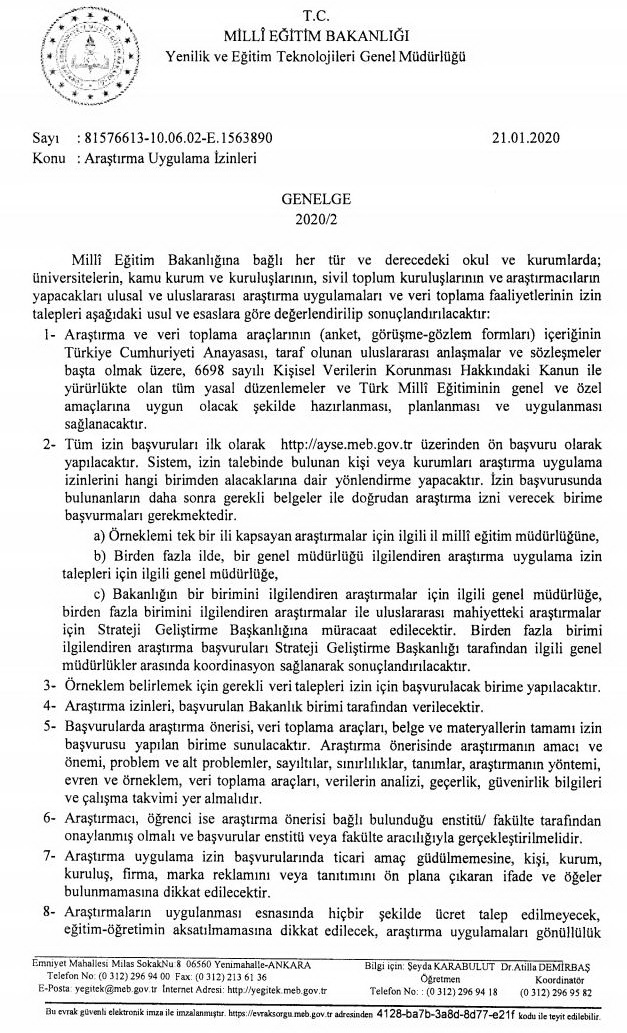 T.C.
MİLLÎ EĞİTİM BAKANLIĞI
Yenilik ve Eğitim Teknolojileri Genel Müdürlüğü
Sayı : 81576613-10.06.02-E.1563890 21.01.2020
Konu : Araştırma Uygulama İzinleri
GENELGE
2020/2
Millî Eğitim Bakanlığına bağlı her tür ve derecedeki okul ve kurumlarda;
üniversitelerin, kamu kurum ve kuruluşlarının, sivil toplum kuruluşlarının ve araştırmacıların
yapacakları ulusal ve uluslararası araştırma uygulamaları ve veri toplama faaliyetlerinin izin
talepleri aşağıdaki usul ve esaslara göre değerlendirilip sonuçlandırılacaktır:
1- Araştırma ve veri toplama araçlarının (anket, görüşme-gözlem formları) içeriğinin
Türkiye Cumhuriyeti Anayasası, taraf olunan uluslararası anlaşmalar ve sözleşmeler
başta olmak üzere, 6698 sayılı Kişisel Verilerin Korunması Hakkındaki Kanun ile
yürürlükte olan tüm yasal düzenlemeler ve Türk Millî Eğitiminin genel ve özel
amaçlarına uygun olacak şekilde hazırlanması, planlanması ve uygulanması
sağlanacaktır.
2- Tüm izin başvuruları ilk olarak http://ayse.meb.gov.tr üzerinden ön başvuru olarak
yapılacaktır. Sistem, izin talebinde bulunan kişi veya kurumları araştırma uygulama
izinlerini hangi birimden alacaklarına dair yönlendirme yapacaktır. İzin başvurusunda
bulunanların daha sonra gerekli belgeler ile doğrudan araştırma izni verecek birime
başvurmaları gerekmektedir.
a) Örneklemi tek bir ili kapsayan araştırmalar için ilgili il millî eğitim müdürlüğüne,
b) Birden fazla ilde, bir genel müdürlüğü ilgilendiren araştırma uygulama izin
talepleri için ilgili genel müdürlüğe,
c) Bakanlığın bir birimini ilgilendiren araştırmalar için ilgili genel müdürlüğe,
birden fazla birimini ilgilendiren araştırmalar ile uluslararası mahiyetteki araştırmalar
için Strateji Geliştirme Başkanlığına müracaat edilecektir. Birden fazla birimi
ilgilendiren araştırma başvuruları Strateji Geliştirme Başkanlığı tarafından ilgili genel
müdürlükler arasında koordinasyon sağlanarak sonuçlandırılacaktır.
3- Örneklem belirlemek için gerekli veri talepleri izin için başvurulacak birime yapılacaktır.
4- Araştırma izinleri, başvurulan Bakanlık birimi tarafından verilecektir.
5- Başvurularda araştırma önerisi, veri toplama araçları, belge ve materyallerin tamamı izin
başvurusu yapılan birime sunulacaktır. Araştırma önerisinde araştırmanın amacı ve
önemi, problem ve alt problemler, sayıltılar, sınırlılıklar, tanımlar, araştırmanın yöntemi,
evren ve örneklem, veri toplama araçları, verilerin analizi, geçerlik, güvenirlik bilgileri
ve çalışma takvimi yer almalıdır.
6- Araştırmacı, öğrenci ise araştırma önerisi bağlı bulunduğu enstitü/ fakülte tarafından
onaylanmış olmalı ve başvurular enstitü veya fakülte aracılığıyla gerçekleştirilmelidir.
7- Araştırma uygulama izin başvurularında ticari amaç güdülmemesine, kişi, kurum,
kuruluş, firma, marka reklamını veya tanıtımını ön plana çıkaran ifade ve öğeler
bulunmamasına dikkat edilecektir.
8- Araştırmaların uygulanması esnasında hiçbir şekilde ücret talep edilmeyecek,
eğitim-öğretimin aksatılmamasına dikkat edilecek, araştırma uygulamaları gönüllülük
Emniyet Mahallesi Milas SokakNu 8 06560 Yenimahalle-ANKARA Bilgi için: Şeyda KARABULUT Dr.Atilla DEMİRBAŞ
Telefon No: (0 312) 296 94 00 Fax: (0 312) 213 61 36 Öğretmen Koordinatör
E-Posta: yegitek@meb.gov.tr İnternet Adresi: http://yegitek.meb.gov.tr Telefon No : (0 312) 296 94 18 (0 312) 296 95 82
Bu evrak güvenli elektronik imza ile imzalanmıştır. https://evraksorgu.meb.gov.tr adresinden 4128-ba7b-3a8d-8d77-e21f kodu ile teyit edilebilir.